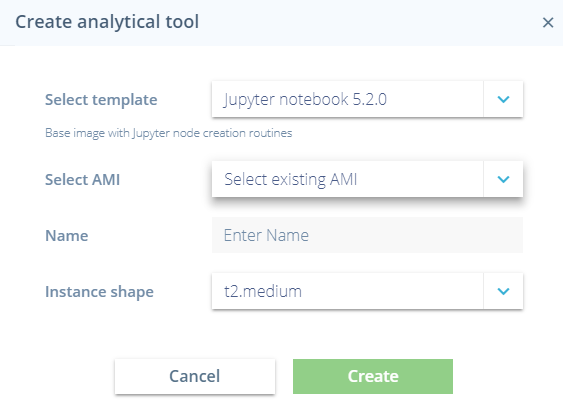 Create analytical tool ×
Select template Jupyter notebook 5.2.0
Base image with Jupyter node creation routines
Select AMI Select existing AMI
Name Enter Name
Instance shape t2.medium
Cancel Create